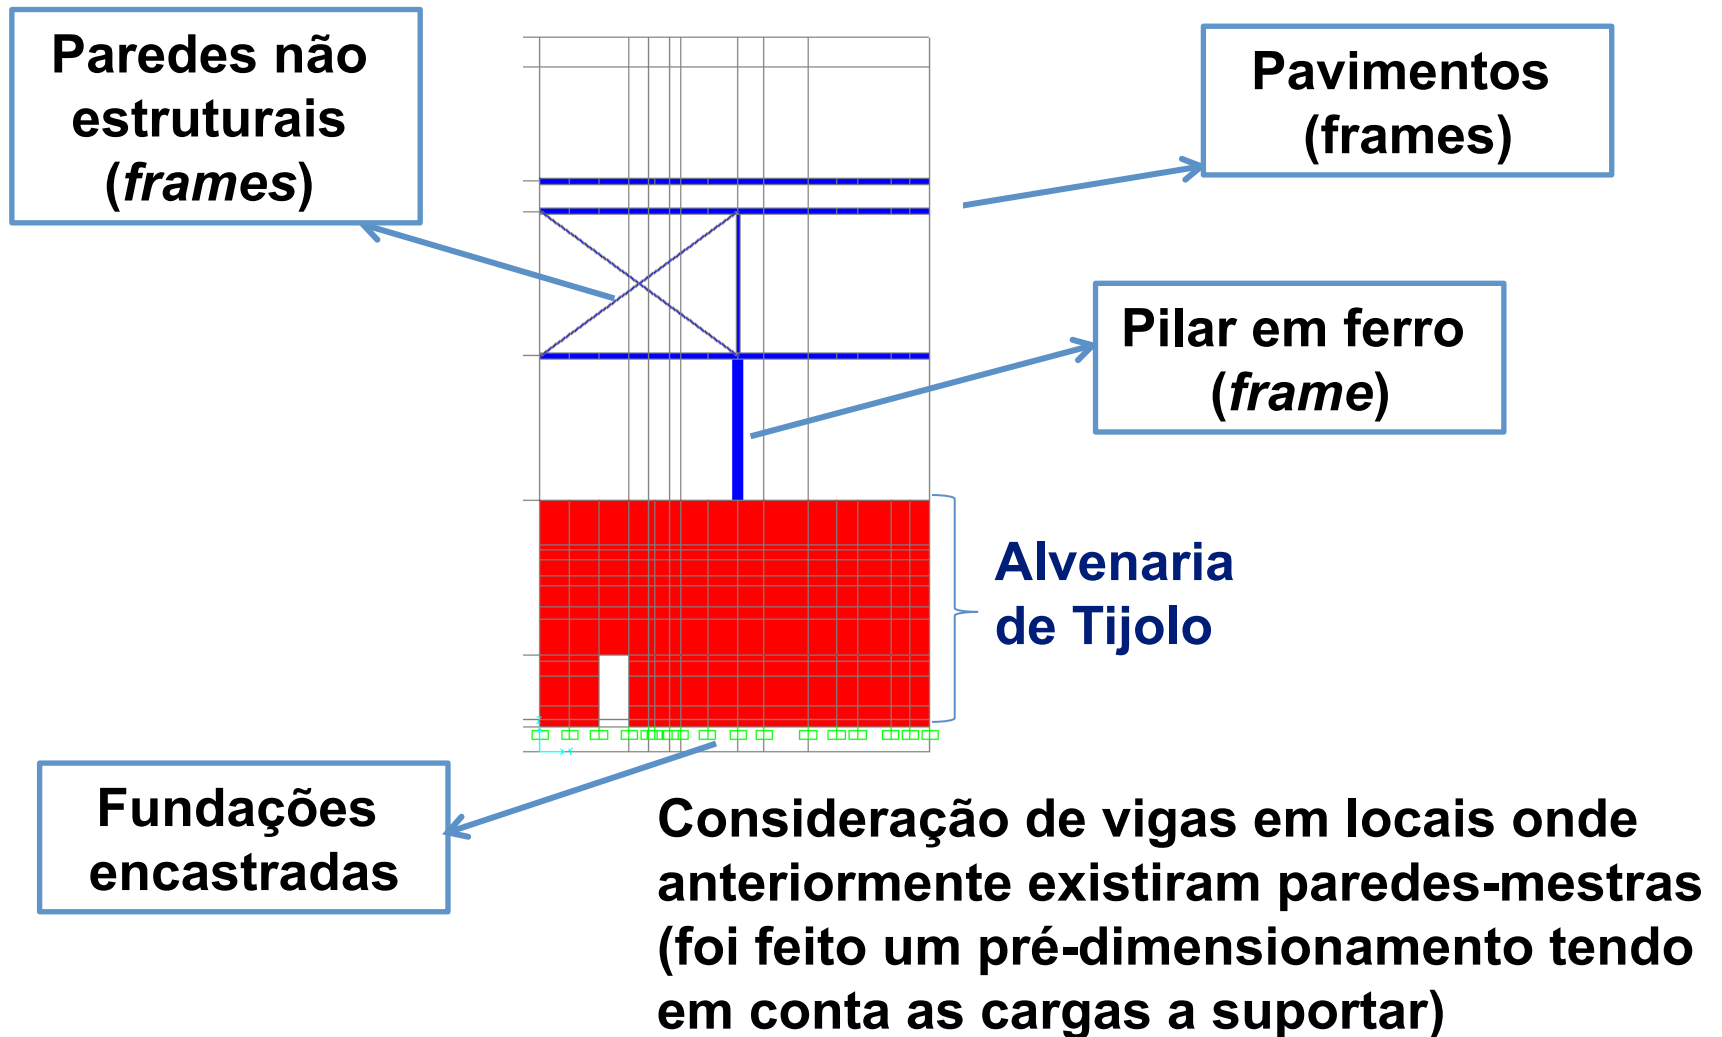 Paredes não
estruturais
(frames)
Pavimentos
(frames)
Pilar em ferro
(frame)
Alvenaria
de Tijolo
Fundações
encastradas
Consideração de vigas em locais onde
anteriormente existiram paredes-mestras
(foi feito um pré-dimensionamento tendo
em conta as cargas a suportar)